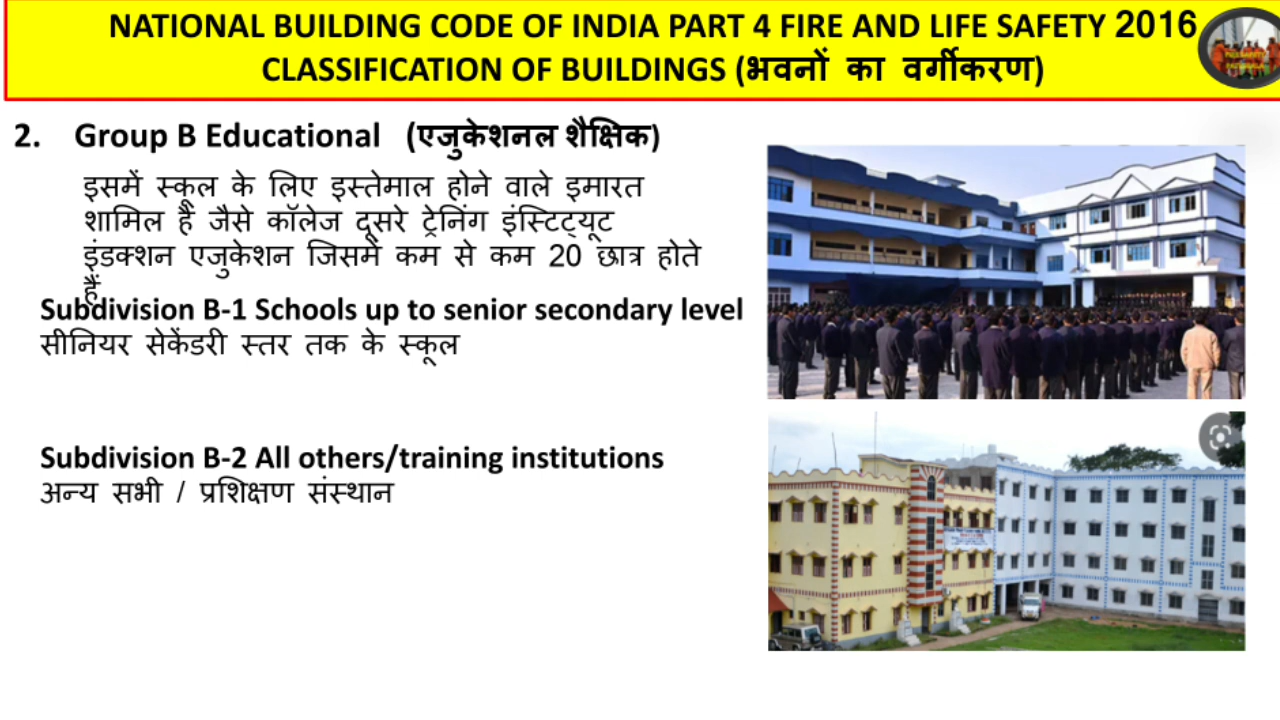 NATIONAL BUILDING CODE OF INDIA PART 4 FIRE AND LIFE SAFETY 2016
CLASSIFICATION OF BUILDINGS (भवनों का वर्गीकरण)
2. Group B Educational (एजुकेशनल शैक्षिक)
इसमें स्कूल के लिए इस्तेमाल होने वाले इमारत
शामिल हैं जैसे कॉलेज दूसरे ट्रेनिंग इंस्टिट्यूट
इंडक्शन एजुकेशन जिसमें कम से कम 20 छात्र होते
हैं
Subdivision B-1 Schools up to senior secondary level
सीनियर सेकेंडरी स्तर तक के स्कूल
Subdivision B-2 All others/training institutions
अन्य सभी / प्रशिक्षण संस्थान